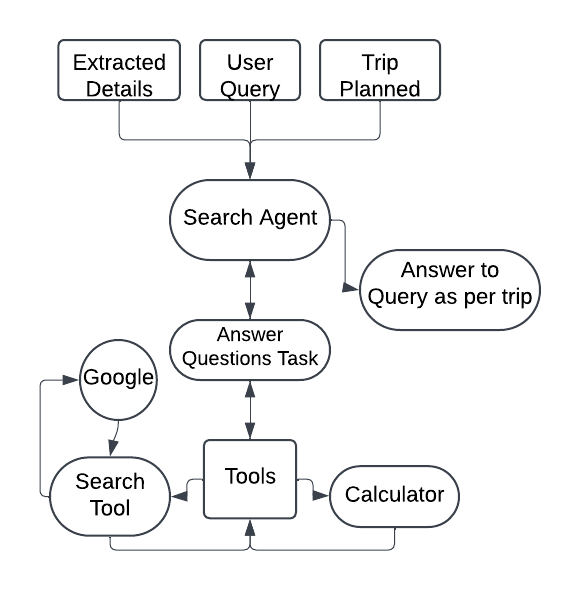 Extracted
Details
User
Query
Trip
Planned
Search Agent
Answer to
Query as per trip
Answer
Questions Task
Google
Search
Tool
Tools
Calculator